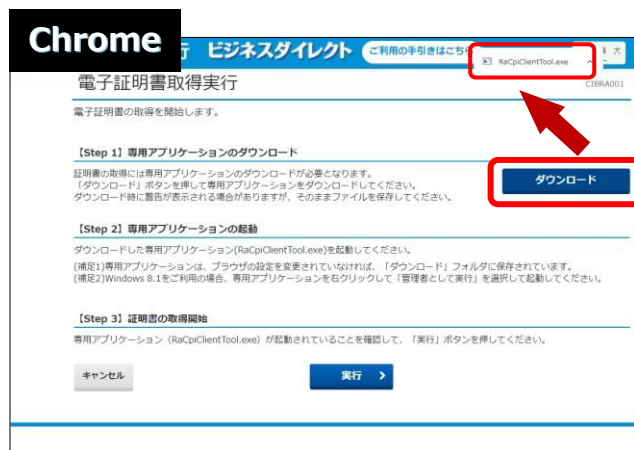 Chrome
行 ビジネスダイレクト
RaCpiClientTool.exe
大
電子証明書取得実行
CIBRA001
電子証明書の取得を開始します。
【Step 1】専用アプリケーションのダウンロード
証明書の取得には専用アプリケーションのダウンロードが必要となります。
「ダウンロード」ボタンを押して専用アプリケーションをダウンロードしてください。
ダウンロード時に警告が表示される場合がありますが、そのままファイルを保存してください。
ダウンロード
【Step 2】専用アプリケーションの起動
ダウンロードした専用アプリケーション(RaCpiClientTool.exe)を起動してください。
(補足1)専用アプリケーションは、ブラウザの設定を変更されていなければ、「ダウンロード」フォルダに保存されています。
(補足2)Windows 8.1をご利用の場合、専用アプリケーションを右クリックして「管理者として実行」を選択して起動してください。
【Step 3】証明書の取得開始
専用アプリケーション（RaCpiClientTool.exe）が起動されていることを確認して、「実行」ボタンを押してください。
キャンセル
実行